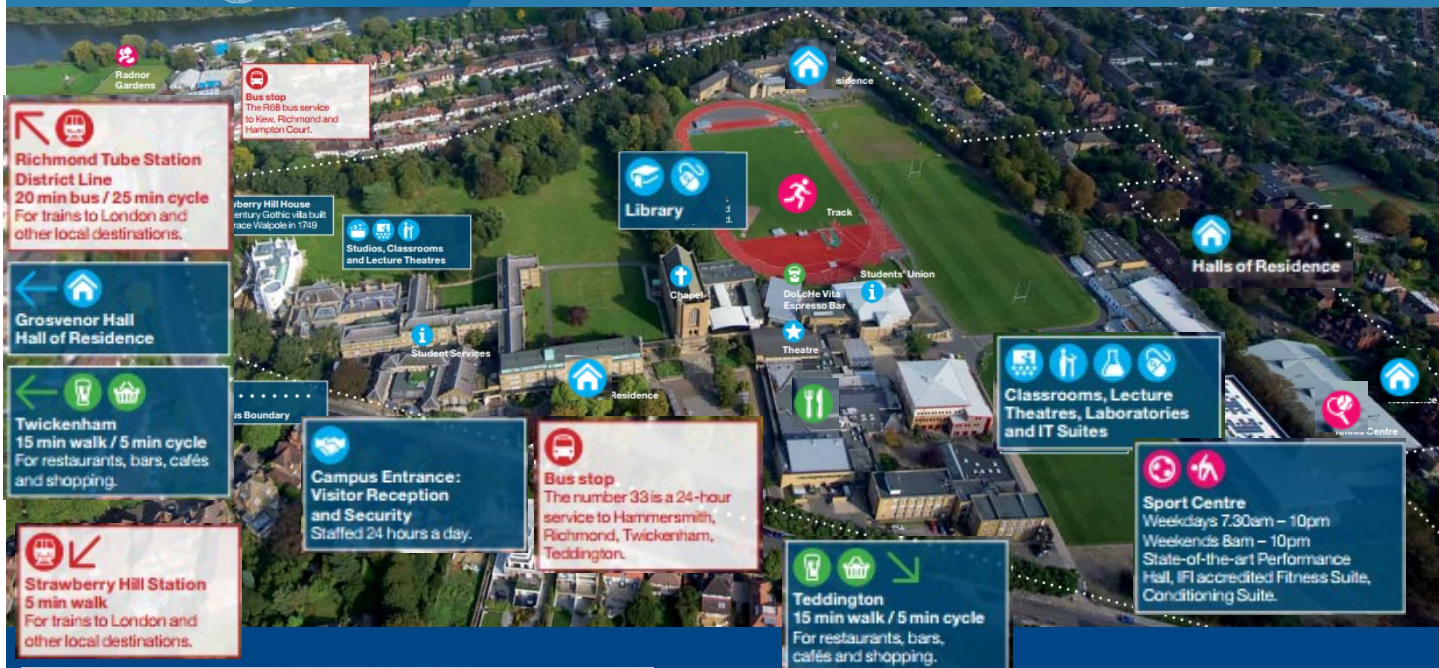 Radnor
Gardens
Bus stop
The R68 bus service
to Kew, Richmond and
Hampton Court.
Richmond Tube Station
District Line
20 min bus / 25 min cycle
For trains to London and
other local destinations.
Hill House
Gothic villa built
Walpole in 1749
Studios, Classrooms
and Lecture Theatres
Library
Track
Halls of Residence
Grosvenor Hall
Hall of Residence
Chapel
DoLcHe Vita
Espresso Bar
Students' Union
Theatre
Student Services
Residence
Boundary
Twickenham
15 min walk / 5 min cycle
For restaurants, bars, cafés
and shopping.
Campus Entrance:
Visitor Reception
and Security
Staffed 24 hours a day.
Bus stop
The number 33 is a 24-hour
service to Hammersmith,
Richmond, Twickenham,
Teddington.
Classrooms, Lecture
Theatres, Laboratories
and IT Suites
Centre
Sport Centre
Weekdays 7.30am – 10pm
Weekends 8am – 10pm
State-of-the-art Performance
Hall, IFI accredited Fitness Suite,
Conditioning Suite.
Strawberry Hill Station
5 min walk
For trains to London and
other local destinations.
Teddington
15 min walk / 5 min cycle
For restaurants, bars,
cafés and shopping.